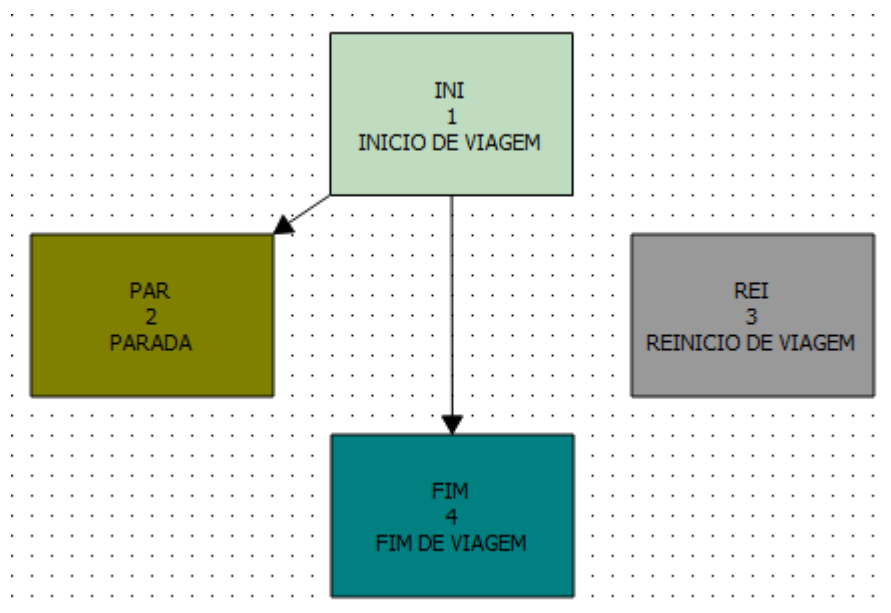 INI
1
INICIO DE VIAGEM
PAR
2
PARADA
REI
3
REINICIO DE VIAGEM
FIM
4
FIM DE VIAGEM